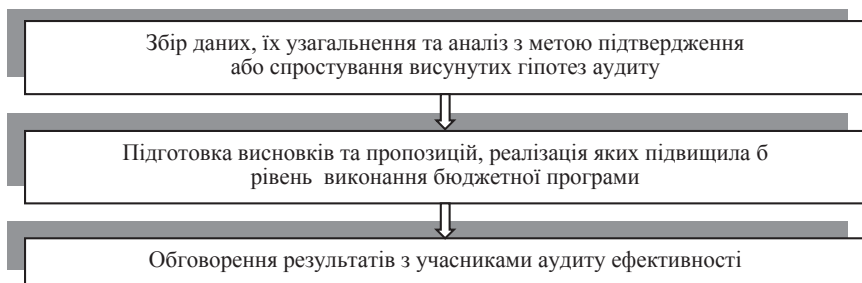 Збір даних, їх узагальнення та аналіз з метою підтвердження
або спростування висунутих гіпотез аудиту
Підготовка висновків та пропозицій, реалізація яких підвищила б
рівень виконання бюджетної програми
Обговорення результатів з учасниками аудиту ефективності